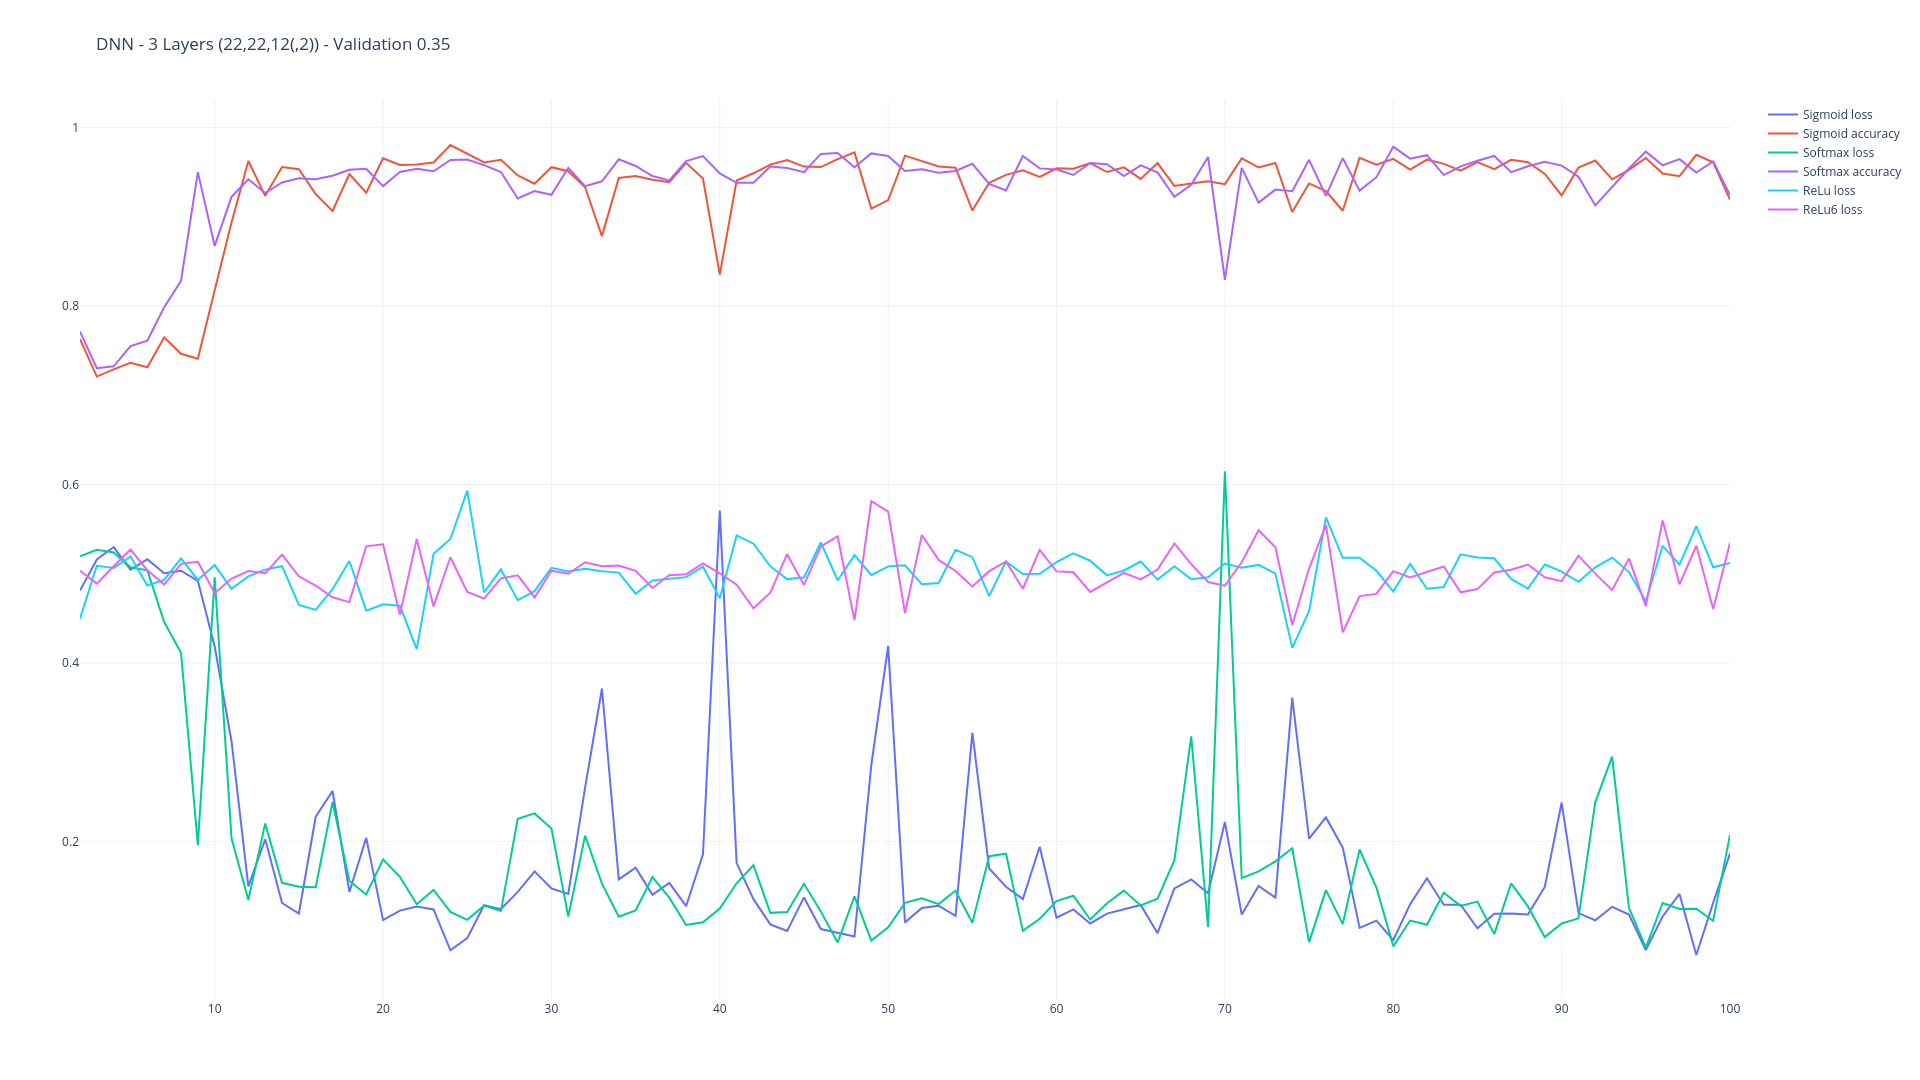 DNN - 3 Layers (22,22,12(,2)) - Validation 0.35
Sigmoid loss
Sigmoid accuracy
Softmax loss
Softmax accuracy
ReLu loss
ReLu6 loss
1
0.8
0.6
0.4
0.2
10 20 30 40 50 60 70 80 90 100